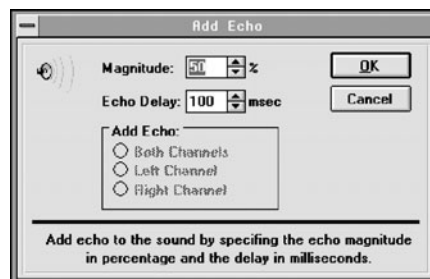 Add Echo
Magnitude: 50 %
OK
Echo Delay: 100 msec
Cancel
Add Echo:
Both Channels
Left Channel
Right Channel
Add echo to the sound by specifing the echo magnitude
in percentage and the delay in milliseconds.